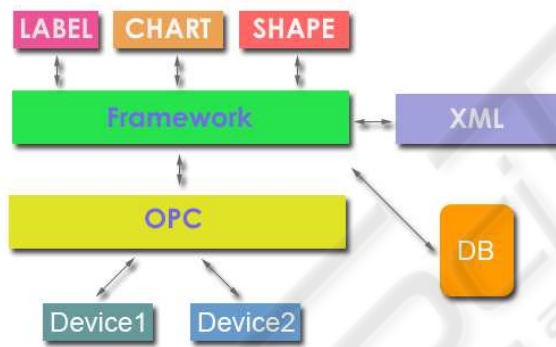 LABEL CHART SHAPE
Framework XML
OPC
DB
Device1 Device2